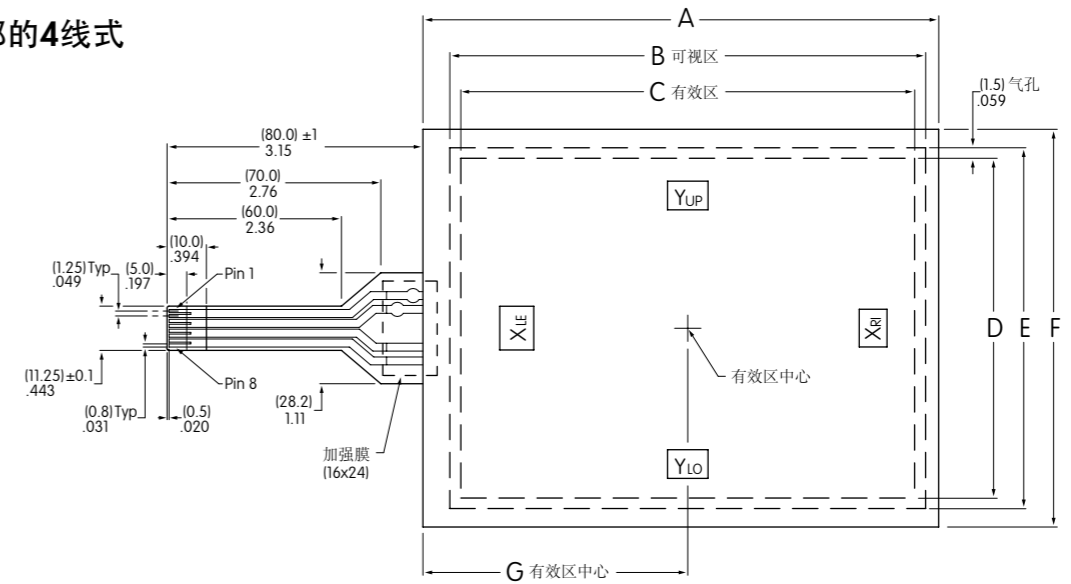 的4线式
A
B 可视区
C 有效区
(1.5) 气孔
.059
(80.0) ±1
3.15
(70.0)
2.76
(60.0)
2.36
(10.0)
.394
(5.0)
.197
(1.25) Typ
.049
Pin 1
YUP
XLE
XRI
D
E
F
有效区中心
(11.25)±0.1
.443
Pin 8
(0.8) Typ
.031
(0.5)
.020
(28.2)
1.11
加强膜
(16x24)
YLO
G 有效区中心